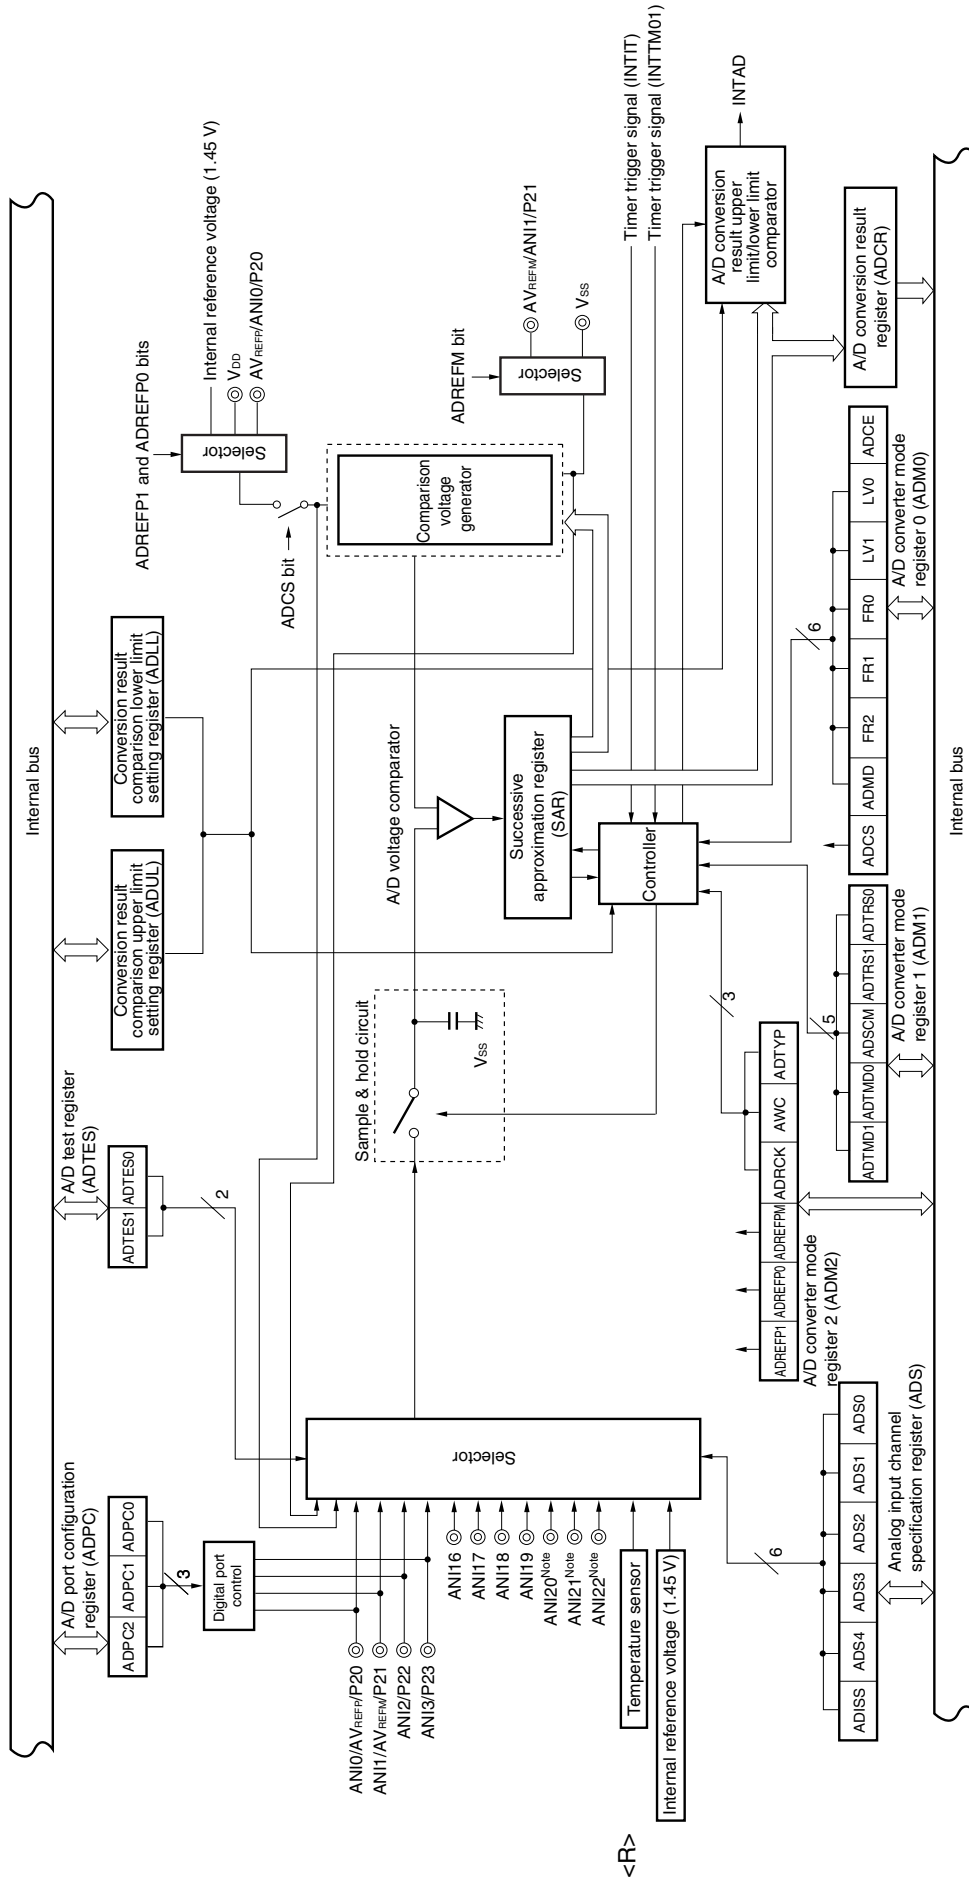 Internal bus
A/D port configuration
register (ADPC)
ADPC2 ADPC1 ADPC0
3
Digital port
control
A/D test register
(ADTES)
ADTES1 ADTES0
2
Conversion result
comparison upper limit
setting register (ADUL)
Conversion result
comparison lower limit
setting register (ADLL)
ADREFP1 and ADREFP0 bits
Selector
Internal reference voltage (1.45 V)
VDD
AVREFP/ANI0/P20
ADCS bit
Comparison
voltage
generator
ADREFM bit
Selector
AVREFM/ANI1/P21
VSS
ANI0/AVREFP/P20
ANI1/AVREFM/P21
ANI2/P22
ANI3/P23
ANI16
ANI17
ANI18
ANI19
ANI20Note
ANI21Note
ANI22Note
Selector
Sample & hold circuit
VSS
A/D voltage comparator
Successive
approximation register
(SAR)
Controller
Timer trigger signal (INTIT)
Timer trigger signal (INTTM01)
A/D conversion
result upper
limit/lower limit
comparator
INTAD
<R>
Temperature sensor
Internal reference voltage (1.45 V)
6
ADISS ADS4 ADS3 ADS2 ADS1 ADS0
Analog input channel
specification register (ADS)
3
ADREFP1 ADREFP0 ADREFPM ADRCK AWC ADTYP
A/D converter mode
register 2 (ADM2)
5
ADTMD1 ADTMD0 ADSCM ADTRS1 ADTRS0
A/D converter mode
register 1 (ADM1)
6
ADCS ADMD FR2 FR1 FR0 LV1 LV0 ADCE
A/D converter mode
register 0 (ADM0)
A/D conversion result
register (ADCR)
Internal bus